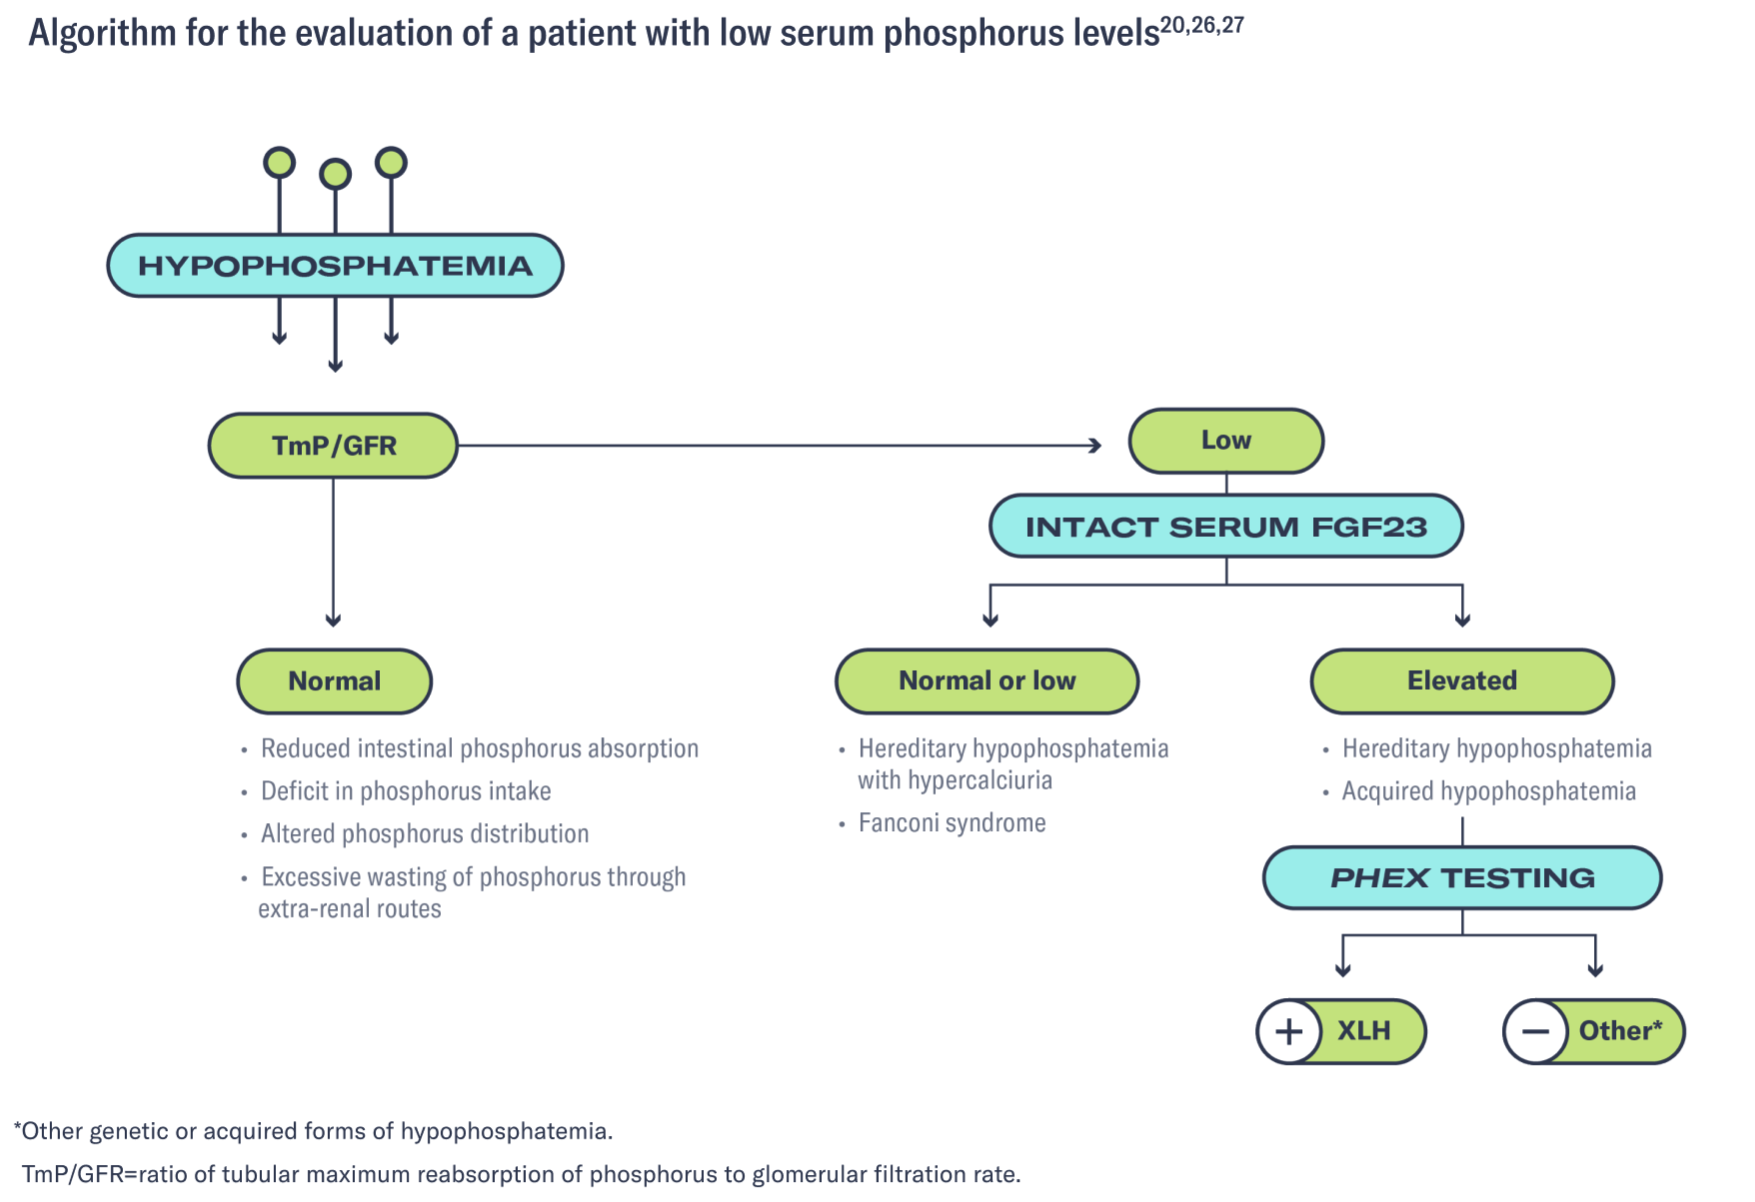 Algorithm for the evaluation of a patient with low serum phosphorus levels20,26,27
HYPOPHOSPHATEMIA
TmP/GFR
Low
INTACT SERUM FGF23
Normal
• Reduced intestinal phosphorus absorption
• Deficit in phosphorus intake
• Altered phosphorus distribution
• Excessive wasting of phosphorus through
extra-renal routes
Normal or low
• Hereditary hypophosphatemia
with hypercalciuria
• Fanconi syndrome
Elevated
• Hereditary hypophosphatemia
• Acquired hypophosphatemia
PHEX TESTING
+ XLH
− Other*
*Other genetic or acquired forms of hypophosphatemia.
TmP/GFR=ratio of tubular maximum reabsorption of phosphorus to glomerular filtration rate.